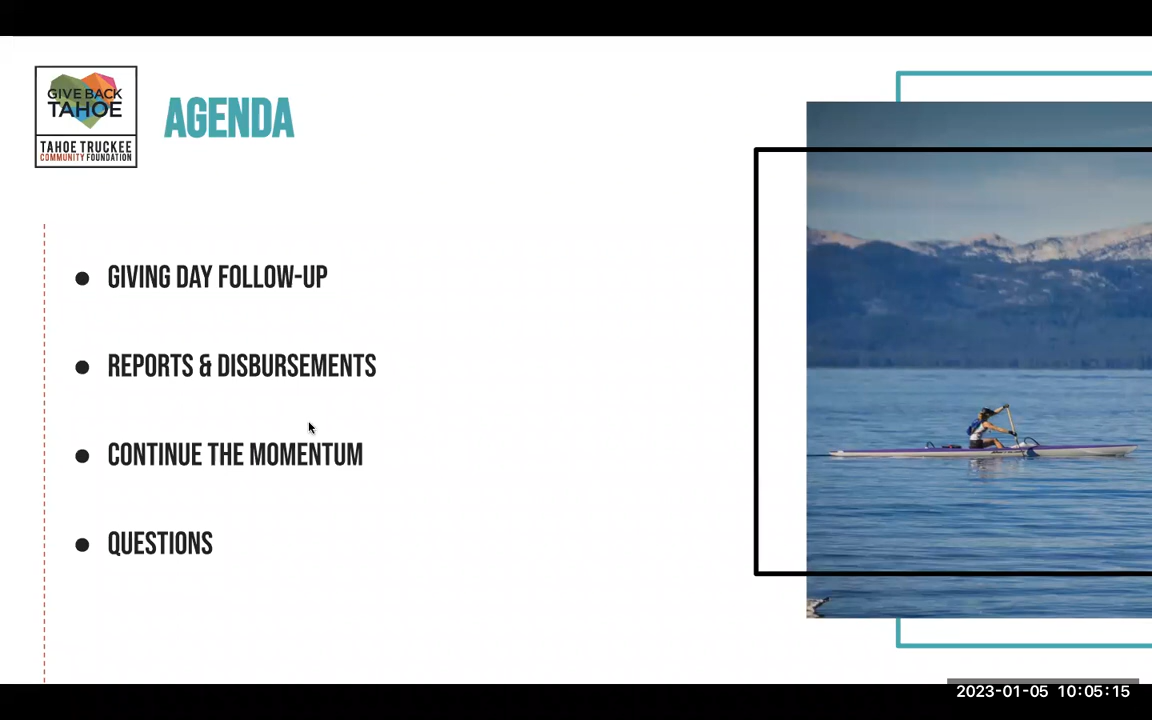 GIVE BACK
TAHOE
TAHOE TRUCKEE
COMMUNITY FOUNDATION
AGENDA
● GIVING DAY FOLLOW-UP
● REPORTS & DISBURSEMENTS
● CONTINUE THE MOMENTUM
● QUESTIONS
2023-01-05 10:05:15